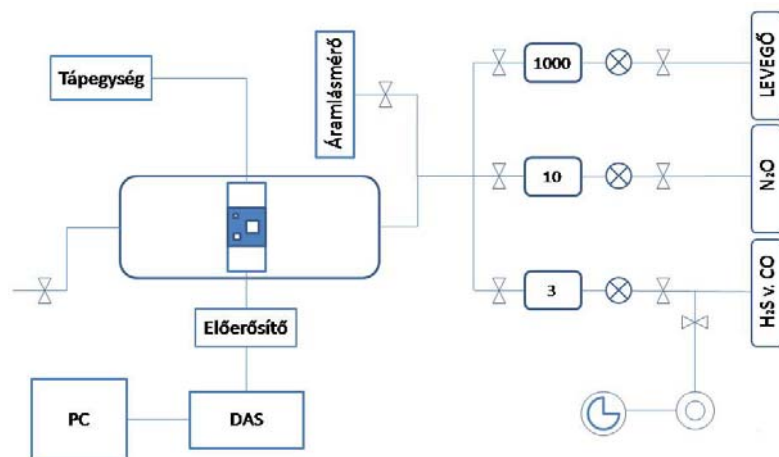 Tápegység
Áramlásmérő
1000
LEVEGŐ
10
N₂O
3
H₂S v. CO
Előerősítő
PC
DAS